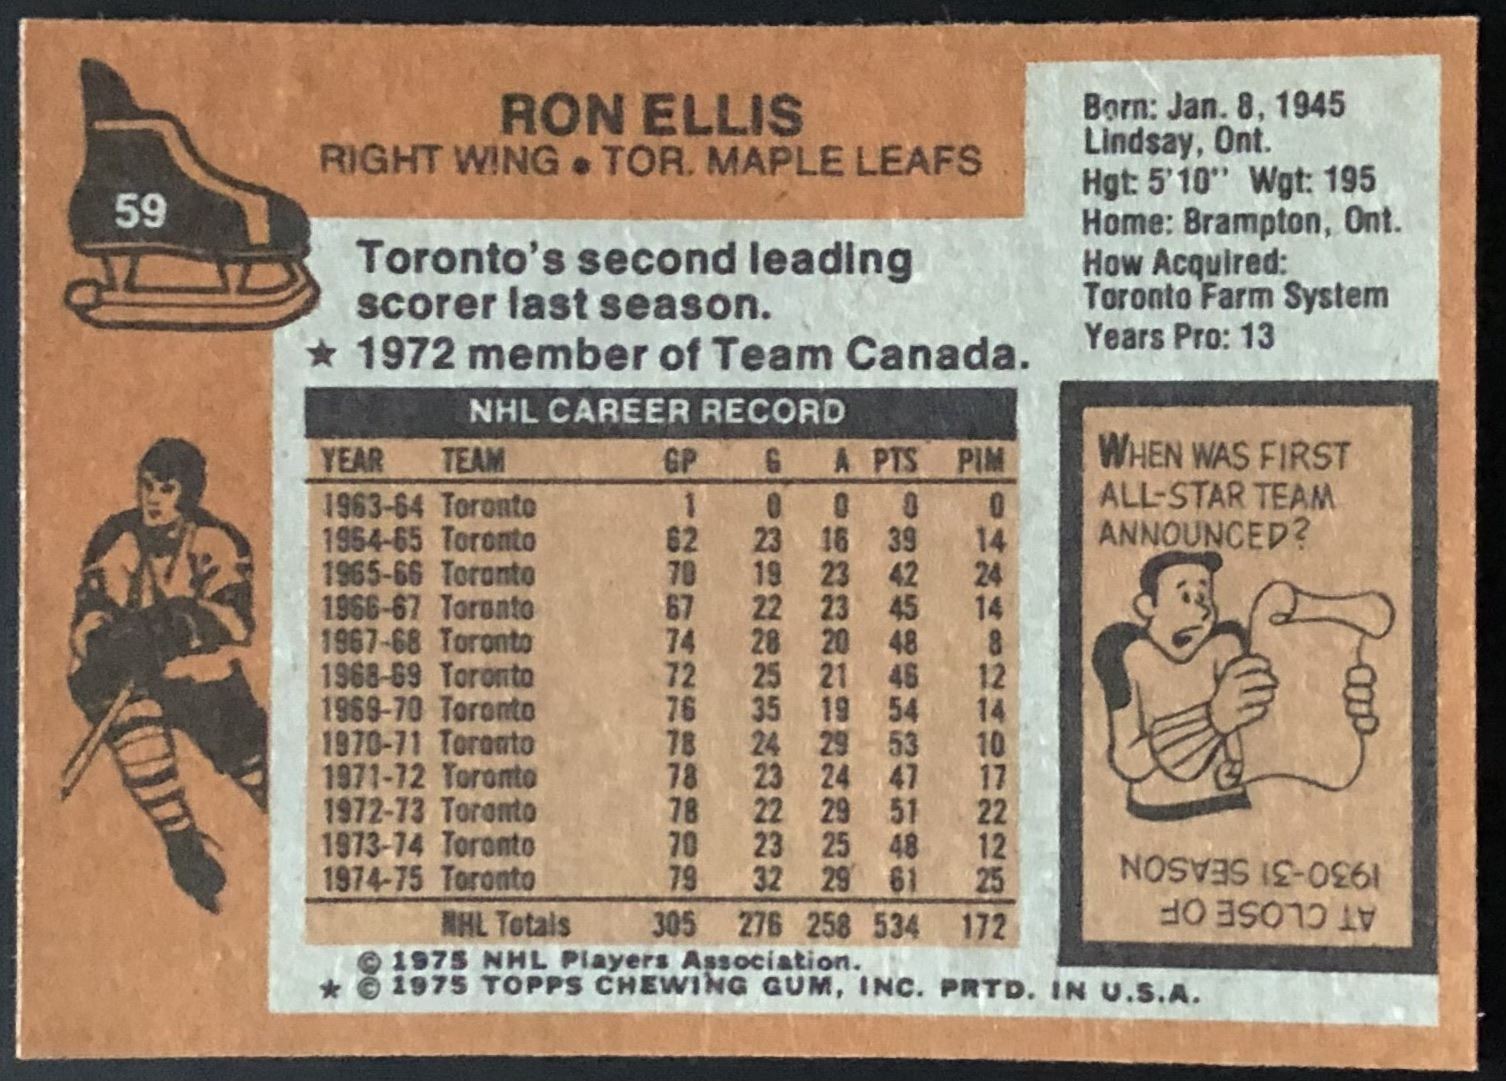 59
RON ELLIS
RIGHT WING • TOR. MAPLE LEAFS
Born: Jan. 8, 1945
Lindsay, Ont.
Hgt: 5'10" Wgt: 195
Home: Brampton, Ont.
How Acquired:
Toronto Farm System
Years Pro: 13
Toronto's second leading
scorer last season.
★ 1972 member of Team Canada.
NHL CAREER RECORD
YEAR TEAM GP G A PTS PIM
1963-64 Toronto 1 0 0 0 0
1964-65 Toronto 62 23 16 39 14
1965-66 Toronto 70 19 23 42 24
1966-67 Toronto 67 22 23 45 14
1967-68 Toronto 74 28 20 48 8
1968-69 Toronto 72 25 21 46 12
1969-70 Toronto 76 35 19 54 14
1970-71 Toronto 78 24 29 53 10
1971-72 Toronto 78 23 24 47 17
1972-73 Toronto 78 22 29 51 22
1973-74 Toronto 70 23 25 48 12
1974-75 Toronto 79 32 29 61 25
NHL Totals 305 276 258 534 172
© 1975 NHL Players Association.
★ © 1975 TOPPS CHEWING GUM, INC. PRTD. IN U.S.A.
WHEN WAS FIRST
ALL-STAR TEAM
ANNOUNCED?
AT CLOSE OF
1930-31 SEASON